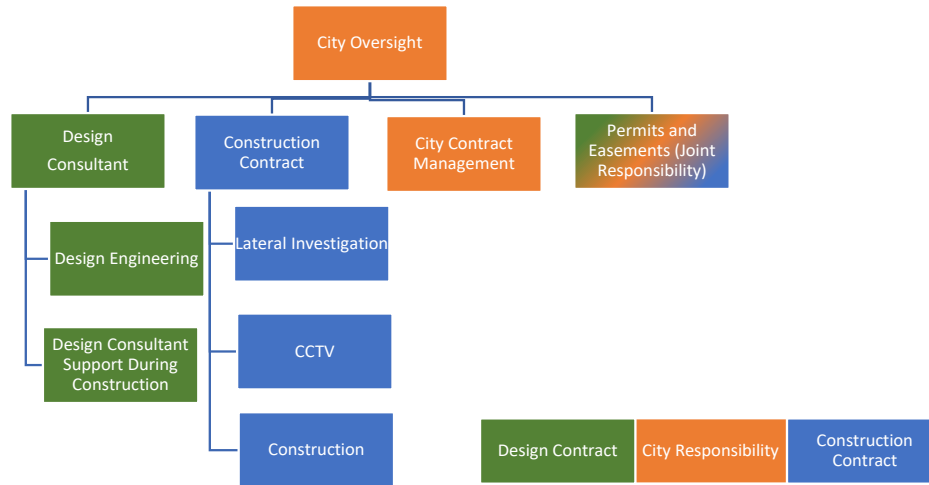 City Oversight
Design
Consultant
Construction
Contract
City Contract
Management
Permits and
Easements (Joint
Responsibility)
Design Engineering
Design Consultant
Support During
Construction
Lateral Investigation
CCTV
Construction
Design Contract
City Responsibility
Construction
Contract